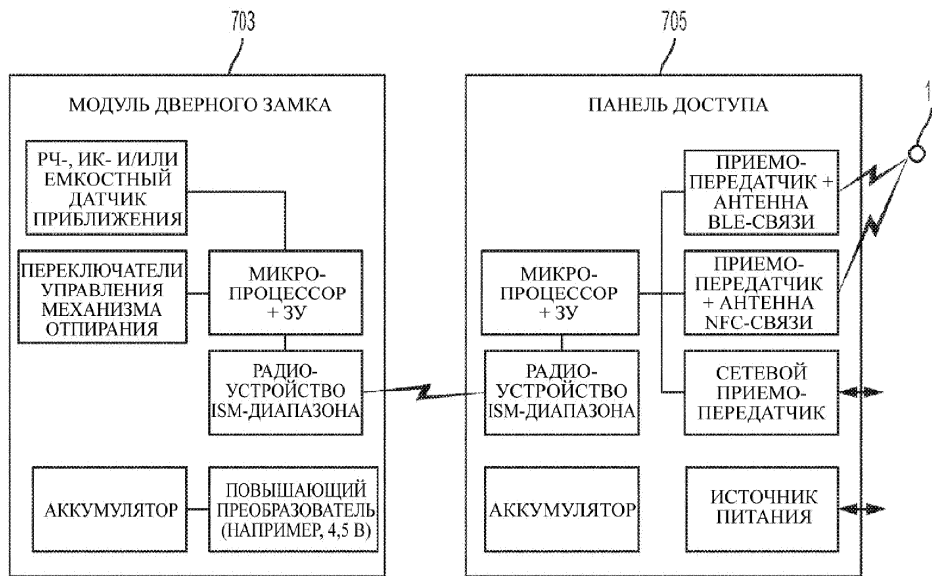 703
705
1
МОДУЛЬ ДВЕРНОГО ЗАМКА
РЧ-, ИК- И/ИЛИ
ЕМКОСТНЫЙ
ДАТЧИК
ПРИБЛИЖЕНИЯ
ПЕРЕКЛЮЧАТЕЛИ
УПРАВЛЕНИЯ
МЕХАНИЗМА
ОТПИРАНИЯ
МИКРО-
ПРОЦЕССОР
+ ЗУ
РАДИО-
УСТРОЙСТВО
ISM-ДИАПАЗОНА
АККУМУЛЯТОР
ПОВЫШАЮЩИЙ
ПРЕОБРАЗОВАТЕЛЬ
(НАПРИМЕР, 4,5 В)
ПАНЕЛЬ ДОСТУПА
ПРИЕМО-
ПЕРЕДАТЧИК +
АНТЕННА
BLE-СВЯЗИ
МИКРО-
ПРОЦЕССОР
+ ЗУ
ПРИЕМО-
ПЕРЕДАТЧИК
+ АНТЕННА
NFC-СВЯЗИ
РАДИО-
УСТРОЙСТВО
ISM-ДИАПАЗОНА
СЕТЕВОЙ
ПРИЕМО-
ПЕРЕДАТЧИК
АККУМУЛЯТОР
ИСТОЧНИК
ПИТАНИЯ